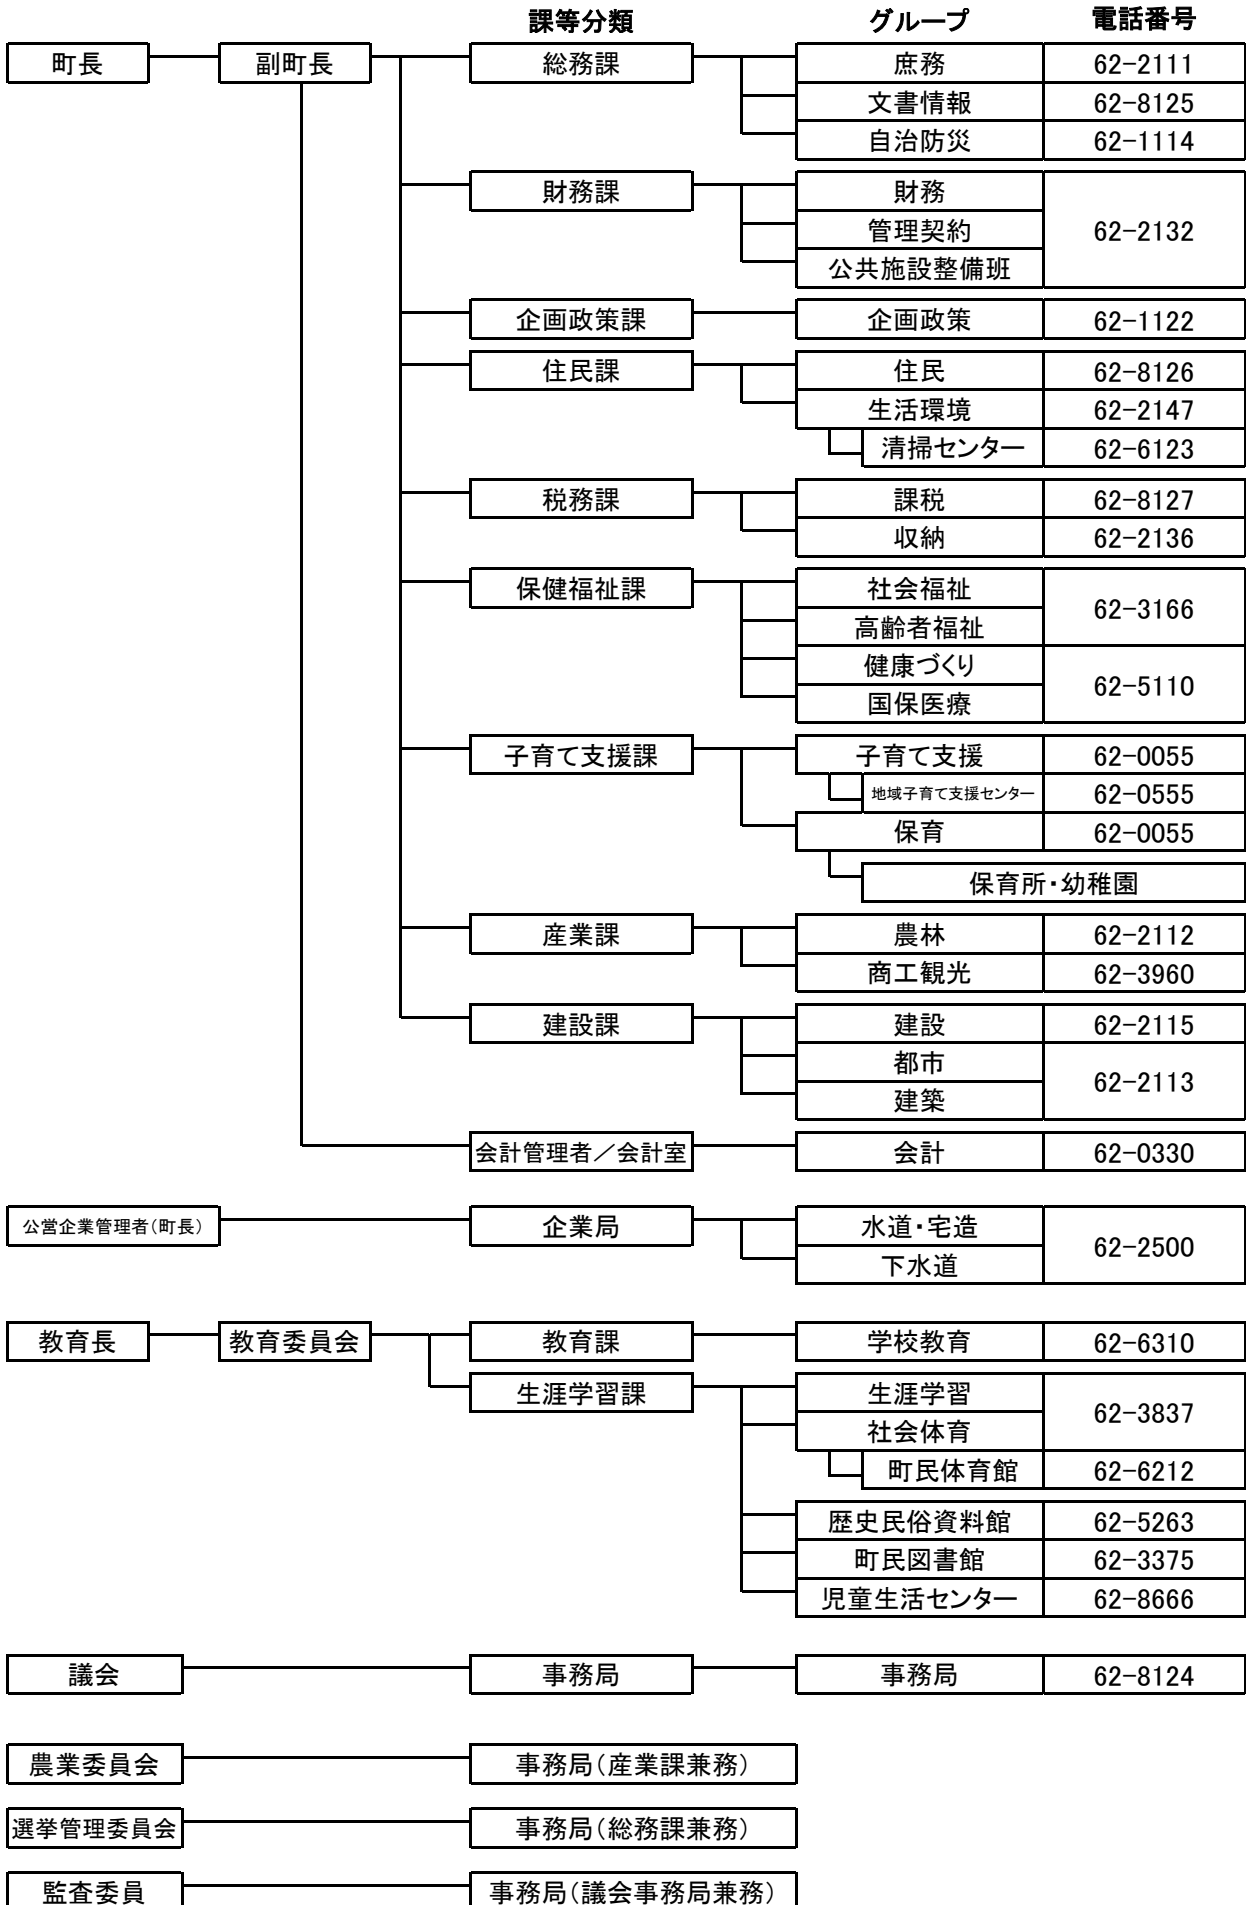 課等分類 グループ 電話番号
町長 副町長 総務課 庶務 62-2111
文書情報 62-8125
自治防災 62-1114
財務課 財務
管理契約 62-2132
公共施設整備班
企画政策課 企画政策 62-1122
住民課 住民 62-8126
生活環境 62-2147
清掃センター 62-6123
税務課 課税 62-8127
収納 62-2136
保健福祉課 社会福祉 62-3166
高齢者福祉
健康づくり 62-5110
国保医療
子育て支援課 子育て支援 62-0055
地域子育て支援センター 62-0555
保育 62-0055
保育所・幼稚園
産業課 農林 62-2112
商工観光 62-3960
建設課 建設 62-2115
都市 62-2113
建築
会計管理者／会計室 会計 62-0330
公営企業管理者（町長） 企業局 水道・宅造 62-2500
下水道
教育長 教育委員会 教育課 学校教育 62-6310
生涯学習課 生涯学習 62-3837
社会体育
町民体育館 62-6212
歴史民俗資料館 62-5263
町民図書館 62-3375
児童生活センター 62-8666
議会 事務局 事務局 62-8124
農業委員会 事務局（産業課兼務）
選挙管理委員会 事務局（総務課兼務）
監査委員 事務局（議会事務局兼務）